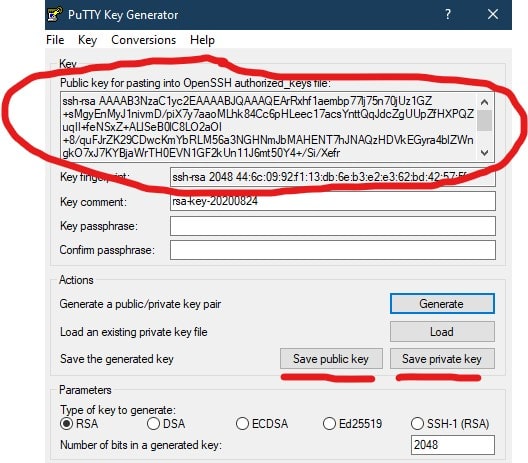 PuTTY Key Generator
File Key Conversions Help
Key
Public key for pasting into OpenSSH authorized_keys file:
ssh-rsa AAAAB3NzaC1yc2EAAAABJQAAAQEArRxhf1aembp77lj75n70jUz1GZ
+sMgyEnMyJ1nivmD/piX7y7aaoMLhk84Cc6pHLeec17acsYnttQqJdcZgUUpZfHXPQZ
uqII+feNSxZ+ALlSeB0lC8LO2aOI
+8/quFJrZK29CDwcKmYbRLM56a3NGHNmJbMAHENT7hJNAQzHDVkEGyra4blZWn
gkO7xJ7KYBjaWrTH0EVN1GF2kUn11J6mt50Y4+/Si/Xefr
Key fingerprint: ssh-rsa 2048 44:6c:09:92:f1:13:db:6e:b3:e2:e3:62:bd:42:57:
Key comment: rsa-key-20200824
Key passphrase:
Confirm passphrase:
Actions
Generate a public/private key pair Generate
Load an existing private key file Load
Save the generated key Save public key Save private key
Parameters
Type of key to generate:
RSA DSA ECDSA Ed25519 SSH-1 (RSA)
Number of bits in a generated key: 2048